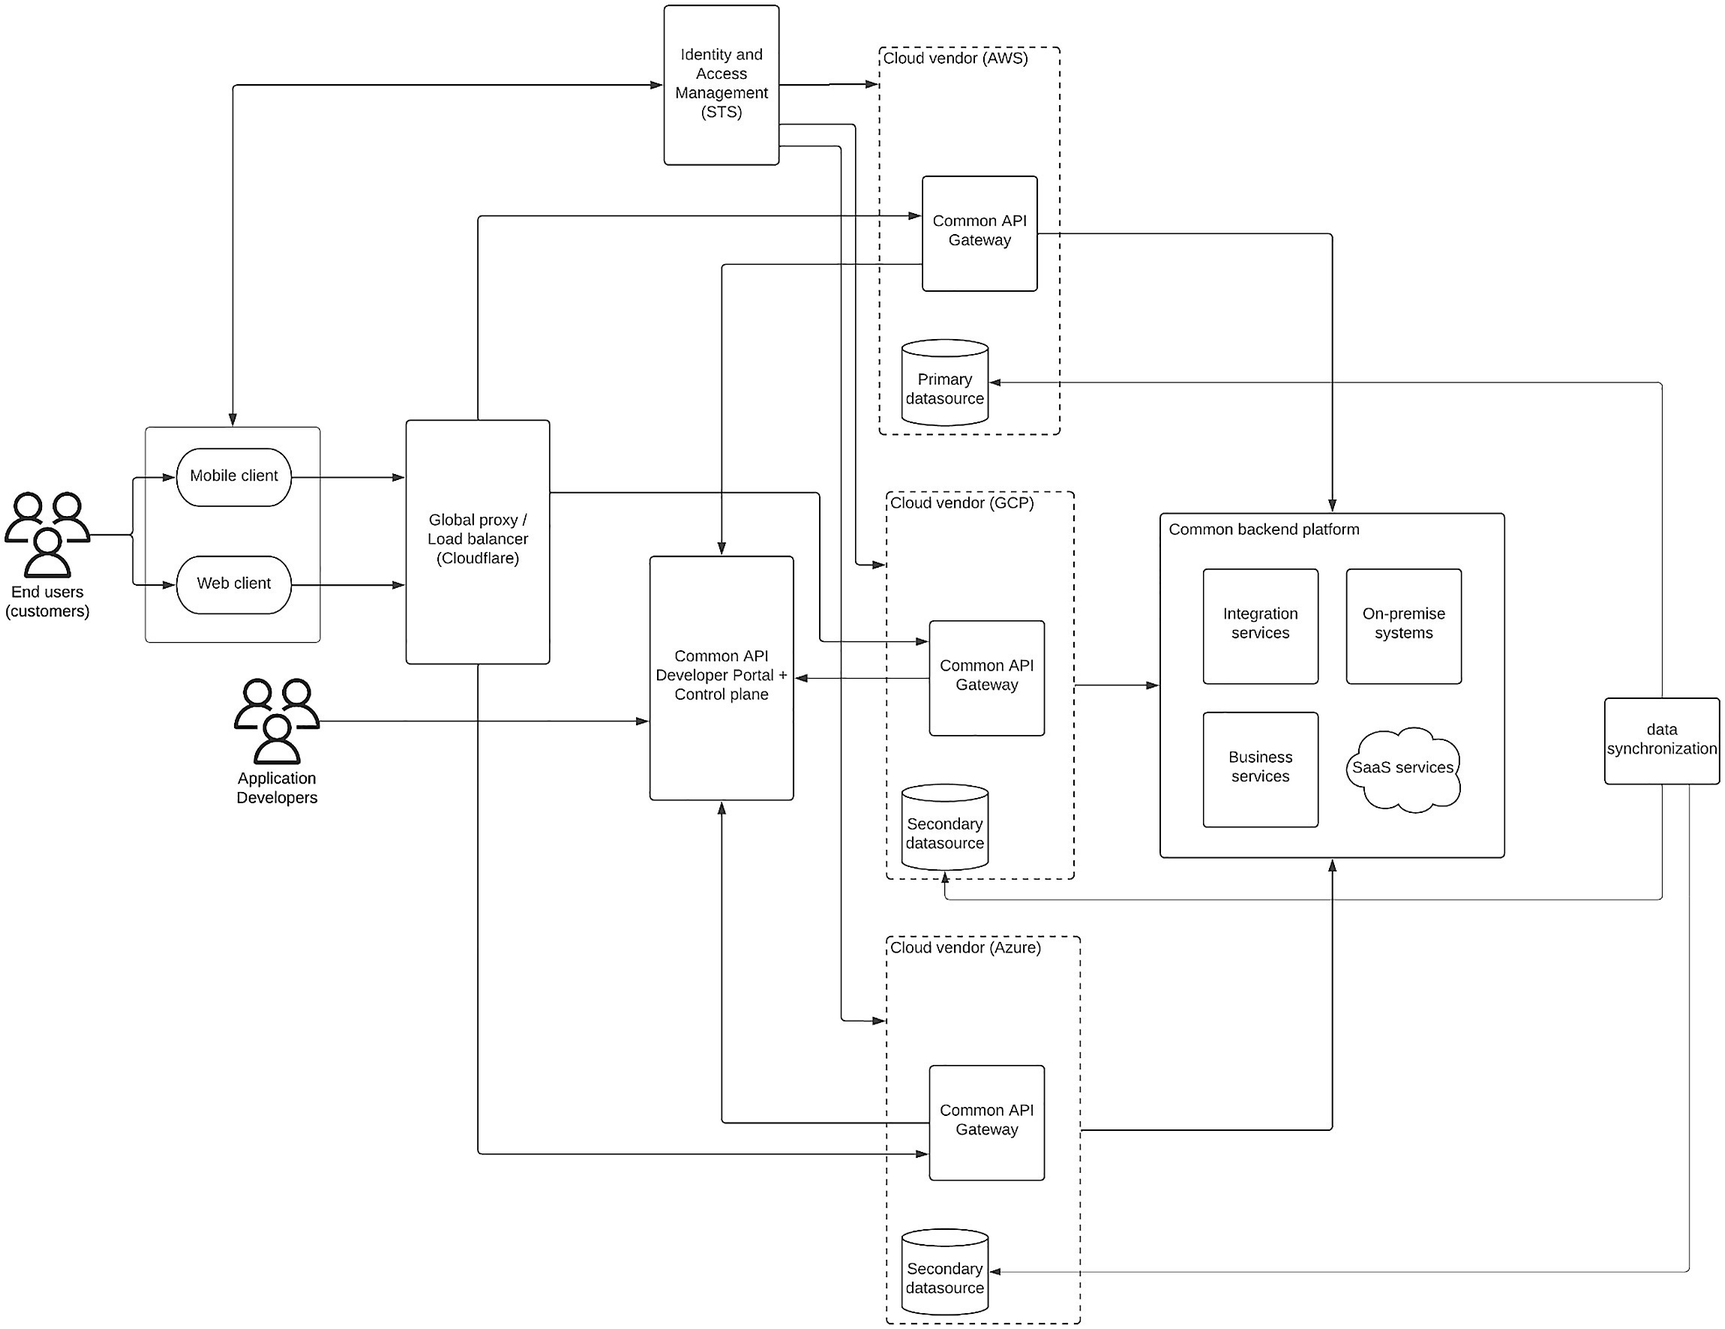 Identity and
Access
Management
(STS)
Cloud vendor (AWS)
Common API
Gateway
Primary
datasource
Mobile client
Web client
End users
(customers)
Global proxy /
Load balancer
(Cloudflare)
Application
Developers
Common API
Developer Portal +
Control plane
Cloud vendor (GCP)
Common API
Gateway
Secondary
datasource
Common backend platform
Integration
services
On-premise
systems
Business
services
SaaS services
data
synchronization
Cloud vendor (Azure)
Common API
Gateway
Secondary
datasource